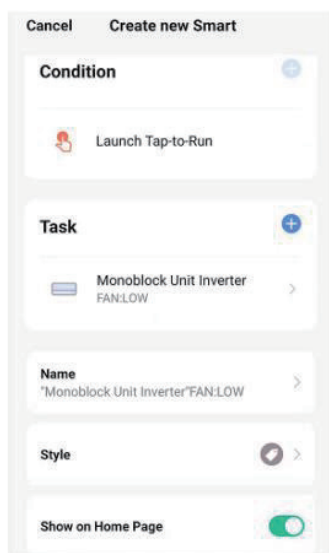 Cancel Create new Smart
Condition
Launch Tap-to-Run
Task
Monoblock Unit Inverter
FAN:LOW
Name
"Monoblock Unit Inverter"FAN:LOW
Style
Show on Home Page